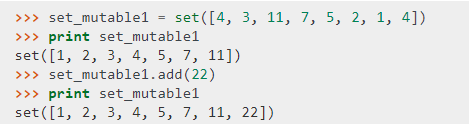 >>> set_mutable1 = set([4, 3, 11, 7, 5, 2, 1, 4])
>>> print set_mutable1
set([1, 2, 3, 4, 5, 7, 11])
>>> set_mutable1.add(22)
>>> print set_mutable1
set([1, 2, 3, 4, 5, 7, 11, 22])